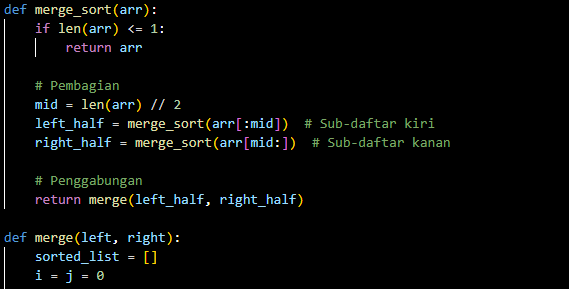 def merge_sort(arr):
    if len(arr) <= 1:
        return arr

    # Pembagian
    mid = len(arr) // 2
    left_half = merge_sort(arr[:mid])  # Sub-daftar kiri
    right_half = merge_sort(arr[mid:])  # Sub-daftar kanan

    # Penggabungan
    return merge(left_half, right_half)

def merge(left, right):
    sorted_list = []
    i = j = 0